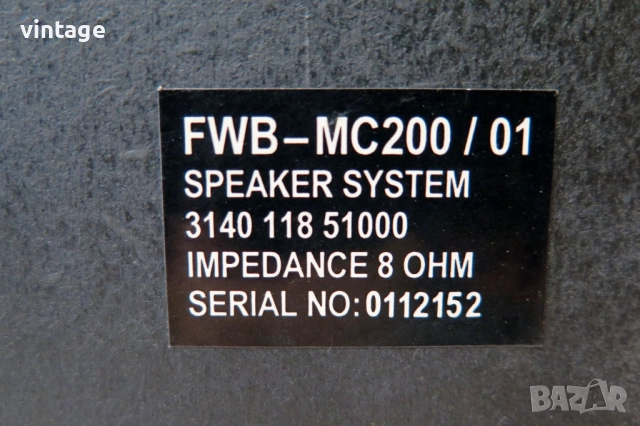 vintage
FWB-MC200 / 01
SPEAKER SYSTEM
3140 118 51000
IMPEDANCE 8 OHM
SERIAL NO: 0112152
BAZAR